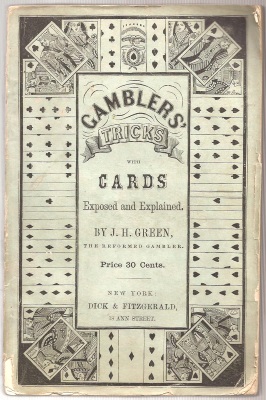 GAMBLERS'
TRICKS
WITH
CARDS
Exposed and Explained.
BY J. H. GREEN,
THE REFORMED GAMBLER.
Price 30 Cents.
NEW YORK:
DICK & FITZGERALD,
18 ANN STREET.